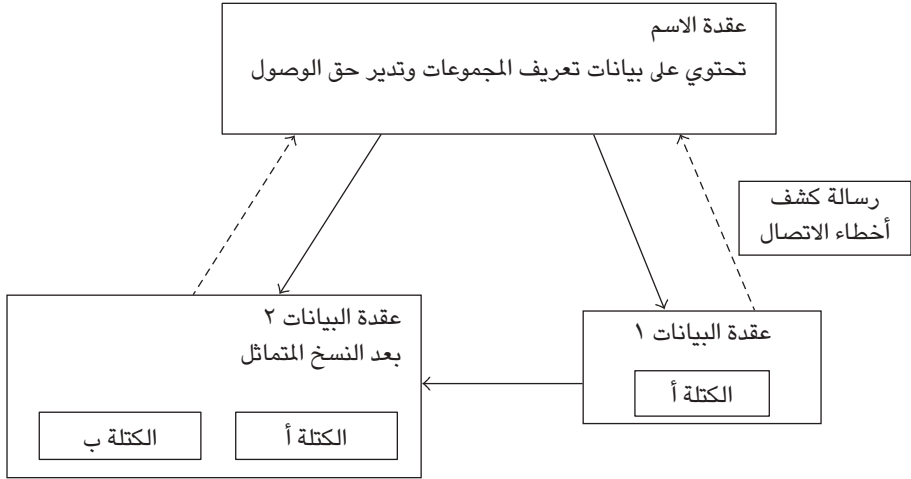 عقدة الاسم
تحتوي على بيانات تعريف المجموعات وتدير حق الوصول
رسالة كشف
أخطاء الاتصال
عقدة البيانات ١
الكتلة أ
عقدة البيانات ٢
بعد النسخ المتماثل
الكتلة أ
الكتلة ب